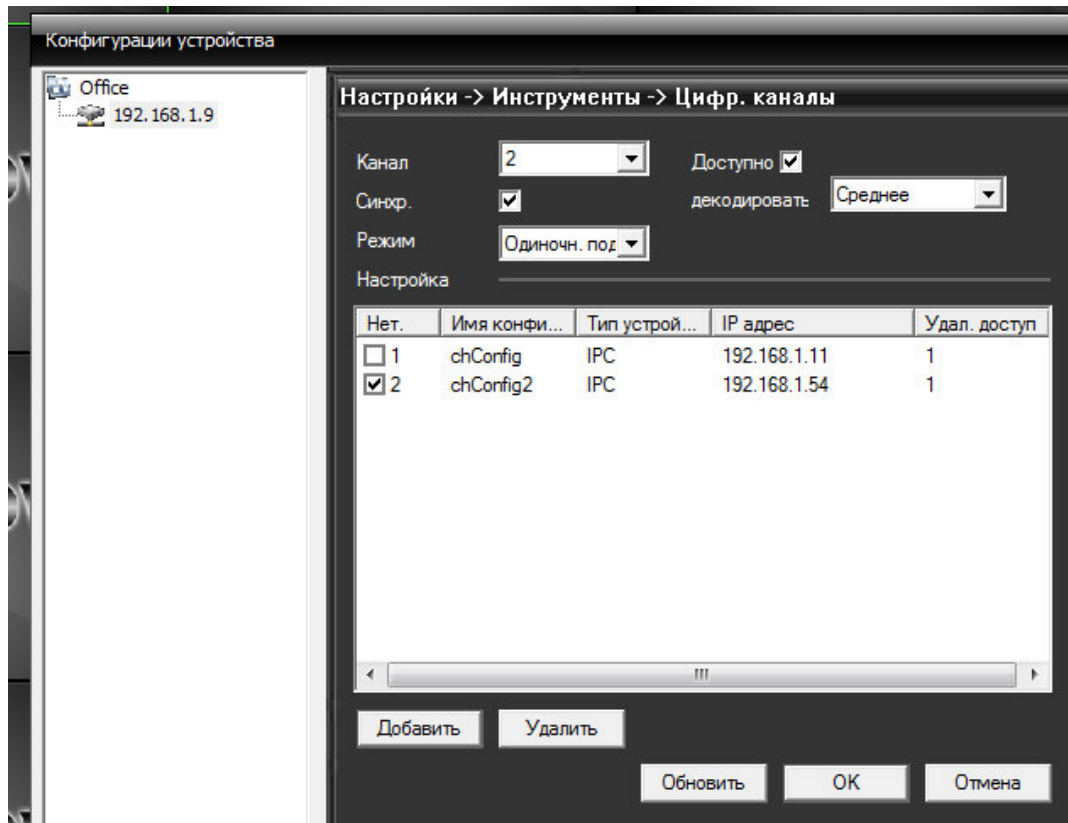 Конфигурации устройства
Office
192.168.1.9
Настройки -> Инструменты -> Цифр. каналы
Канал 2 Доступно
Синхр. декодировать Среднее
Режим Одиночн. под
Настройка
Нет. Имя конфи... Тип устрой... IP адрес Удал. доступ
1 chConfig IPC 192.168.1.11 1
2 chConfig2 IPC 192.168.1.54 1
Добавить Удалить
Обновить OK Отмена